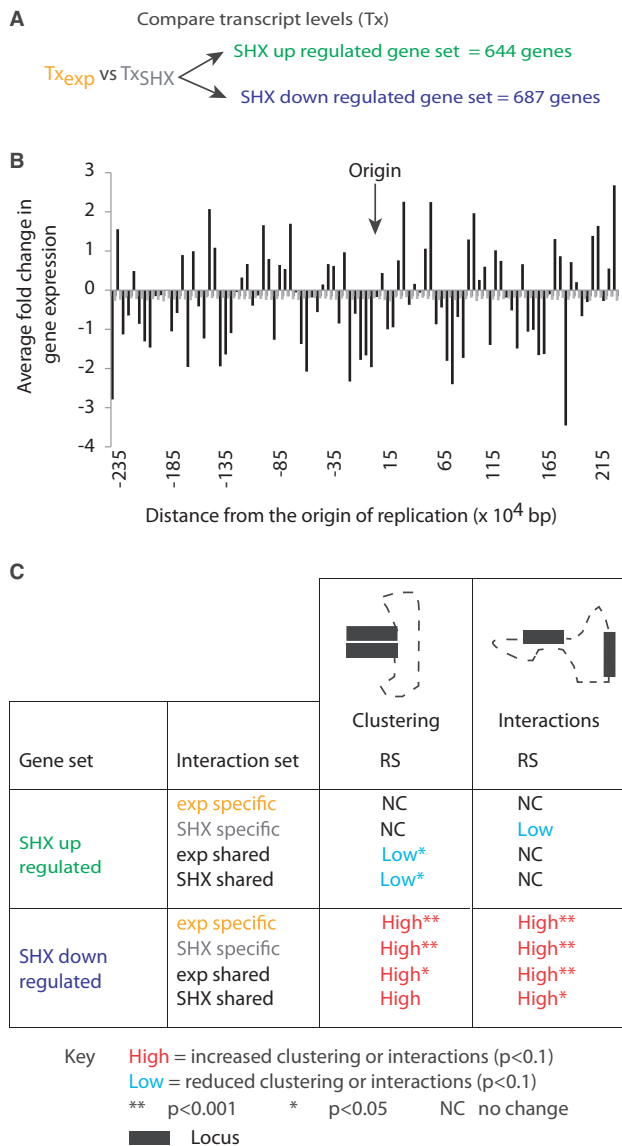 A
Compare transcript levels (Tx)
Txexp vs TxSHX
SHX up regulated gene set = 644 genes
SHX down regulated gene set = 687 genes
B
Average fold change in
gene expression
3
2
1
0
-1
-2
-3
-4
Origin
-235
-185
-135
-85
-35
15
65
115
165
215
Distance from the origin of replication (x 10^4 bp)
C
Clustering Interactions
Gene set Interaction set RS RS
SHX up
regulated
exp specific NC NC
SHX specific NC Low
exp shared Low* NC
SHX shared Low* NC
SHX down
regulated
exp specific High** High**
SHX specific High** High**
exp shared High* High**
SHX shared High High*
Key High = increased clustering or interactions (p<0.1)
Low = reduced clustering or interactions (p<0.1)
** p<0.001 * p<0.05 NC no change
Locus